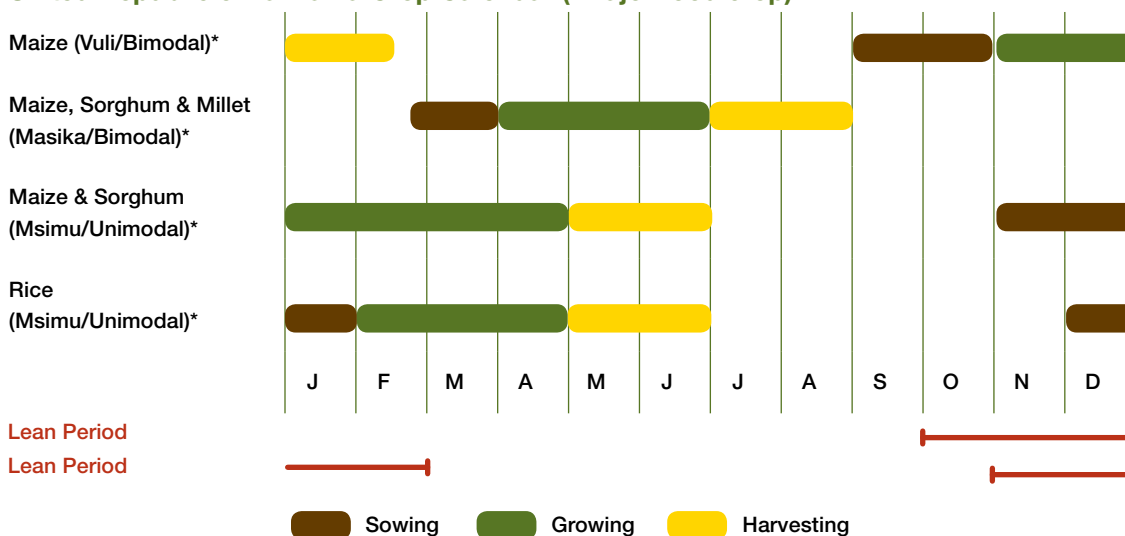 Maize (Vuli/Bimodal)*
Maize, Sorghum & Millet
(Masika/Bimodal)*
Maize & Sorghum
(Msimu/Unimodal)*
Rice
(Msimu/Unimodal)*
J F M A M J J A S O N D
Lean Period
Lean Period
Sowing Growing Harvesting